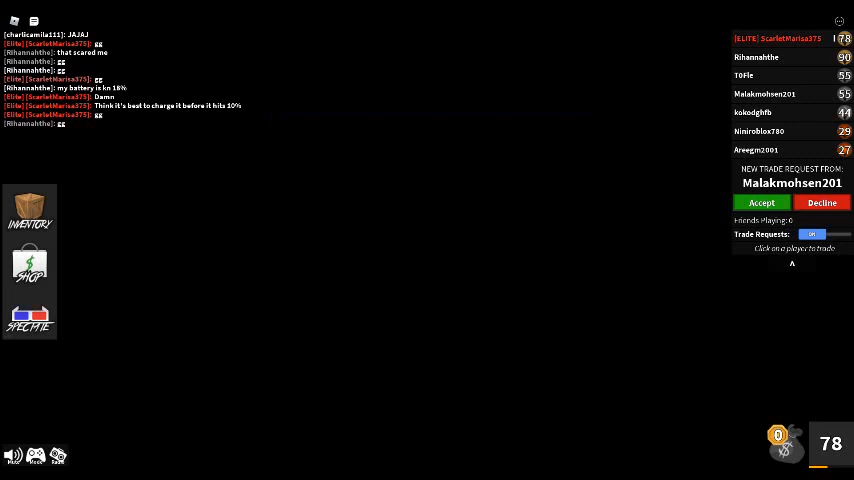 [charlicamila111]: JAJAJ
[Elite] [ScarletMarisa375]: gg
[Rihannahthe]: that scared me
[Rihannahthe]: gg
[Rihannahthe]: gg
[Elite] [ScarletMarisa375]: gg
[Rihannahthe]: my battery is kn 18%
[Elite] [ScarletMarisa375]: Damn
[Elite] [ScarletMarisa375]: Think it's best to charge it before it hits 10%
[Elite] [ScarletMarisa375]: gg
[Rihannahthe]: gg
[ELITE] ScarletMarisa375 78
Rihannahthe 90
T0Fle 55
Malakmohsen201 55
kokodghfb 44
Niniroblox780 29
Areegm2001 27
NEW TRADE REQUEST FROM:
Malakmohsen201
Accept Decline
Friends Playing: 0
Trade Requests: ON
Click on a player to trade
INVENTORY
SHOP
SPECTATE
Mute Mode Radio
0
78